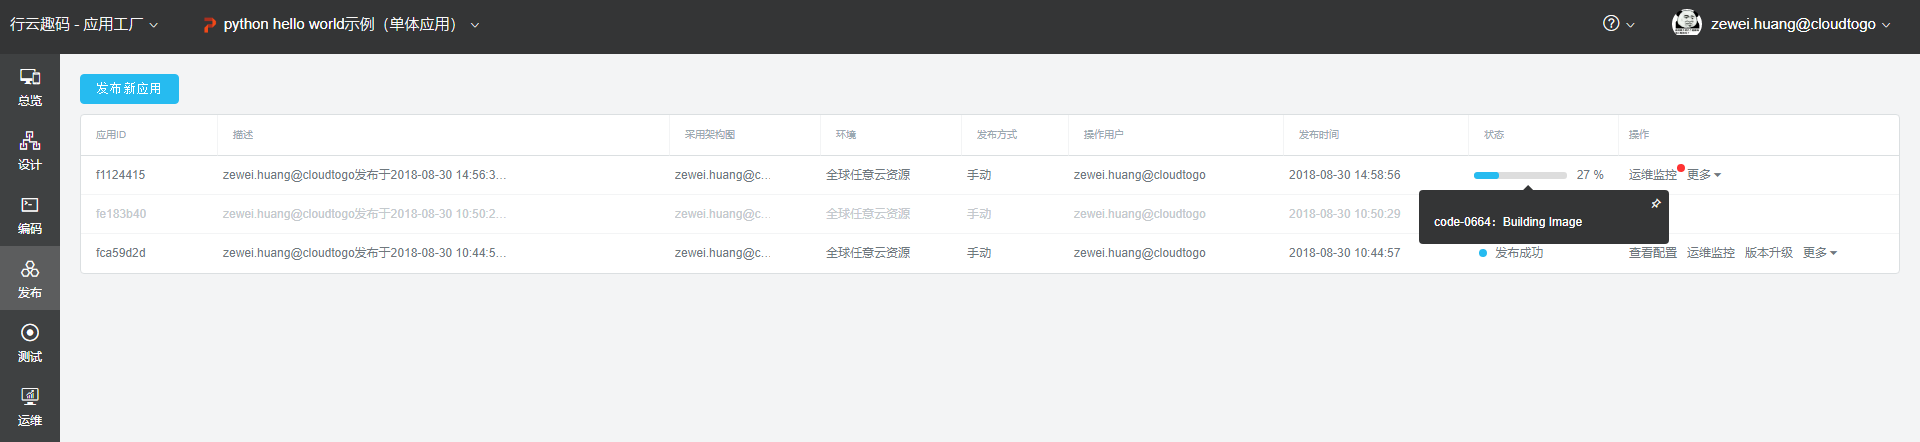 行云趣码 - 应用工厂 python hello world示例（单体应用） zewei.huang@cloudtogo
总览
设计
编码
发布
测试
运维
发布新应用
应用ID 描述 采用架构图 环境 发布方式 操作用户 发布时间 状态 操作
f1124415 zewei.huang@cloudtogo发布于2018-08-30 14:56:3... zewei.huang@c... 全球任意云资源 手动 zewei.huang@cloudtogo 2018-08-30 14:58:56 27 % 运维监控 更多
fe183b40 zewei.huang@cloudtogo发布于2018-08-30 10:50:2... zewei.huang@c... 全球任意云资源 手动 zewei.huang@cloudtogo 2018-08-30 10:50:29
code-0664：Building Image
fca59d2d zewei.huang@cloudtogo发布于2018-08-30 10:44:5... zewei.huang@c... 全球任意云资源 手动 zewei.huang@cloudtogo 2018-08-30 10:44:57 发布成功 查看配置 运维监控 版本升级 更多